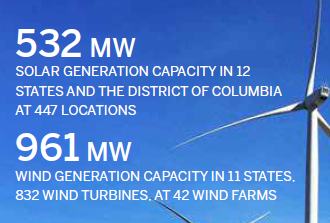 532 MW
SOLAR GENERATION CAPACITY IN 12
STATES AND THE DISTRICT OF COLUMBIA
AT 447 LOCATIONS
961 MW
WIND GENERATION CAPACITY IN 11 STATES,
832 WIND TURBINES, AT 42 WIND FARMS